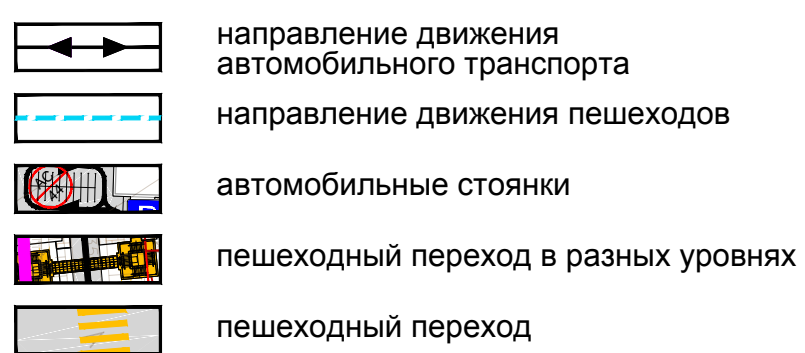 направление движения
автомобильного транспорта
направление движения пешеходов
автомобильные стоянки
пешеходный переход в разных уровнях
пешеходный переход